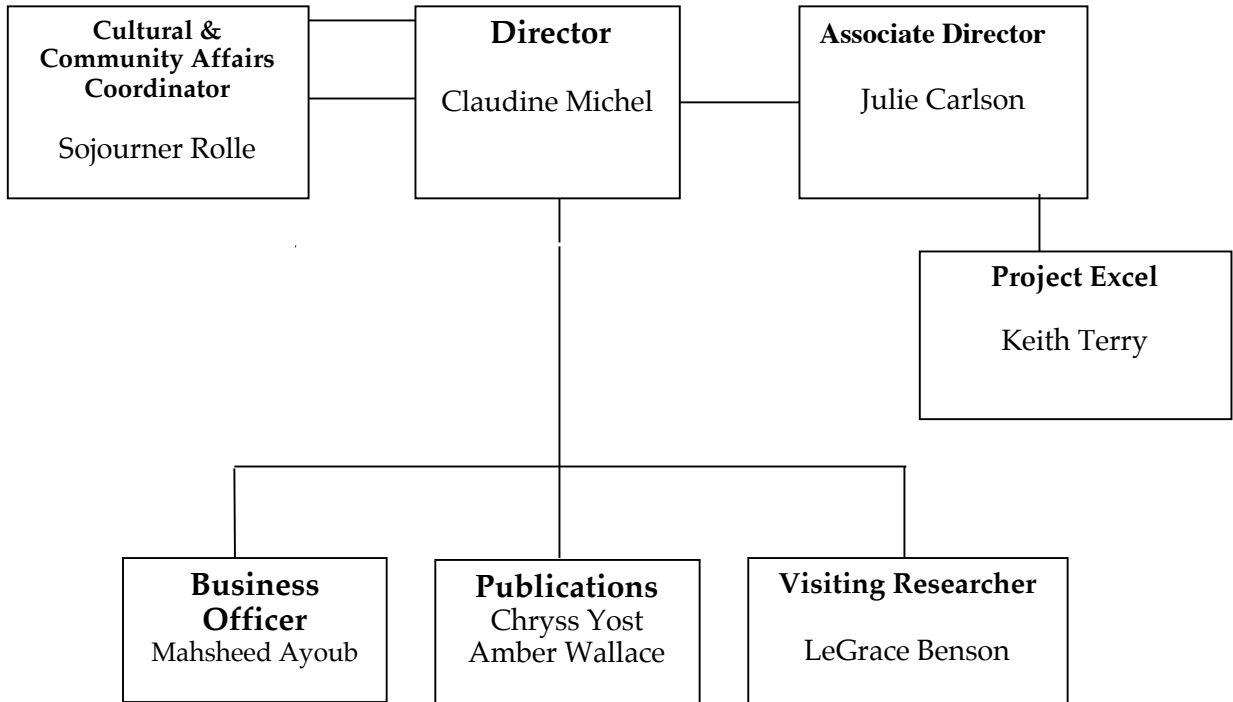 Cultural &
Community Affairs
Coordinator
Sojourner Rolle
Director
Claudine Michel
Associate Director
Julie Carlson
Project Excel
Keith Terry
Business
Officer
Mahsheed Ayoub
Publications
Chryss Yost
Amber Wallace
Visiting Researcher
LeGrace Benson